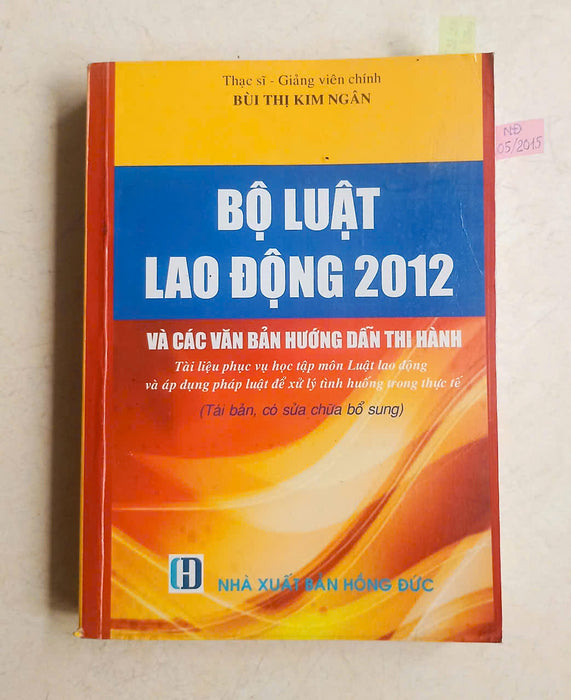 Thạc sĩ - Giảng viên chính
BÙI THỊ KIM NGÂN
NĐ
05/2015
BỘ LUẬT
LAO ĐỘNG 2012
VÀ CÁC VĂN BẢN HƯỚNG DẪN THI HÀNH
Tài liệu phục vụ học tập môn Luật lao động
và áp dụng pháp luật để xử lý tình huống trong thực tế
(Tái bản, có sửa chữa bổ sung)
NHÀ XUẤT BẢN HỒNG ĐỨC